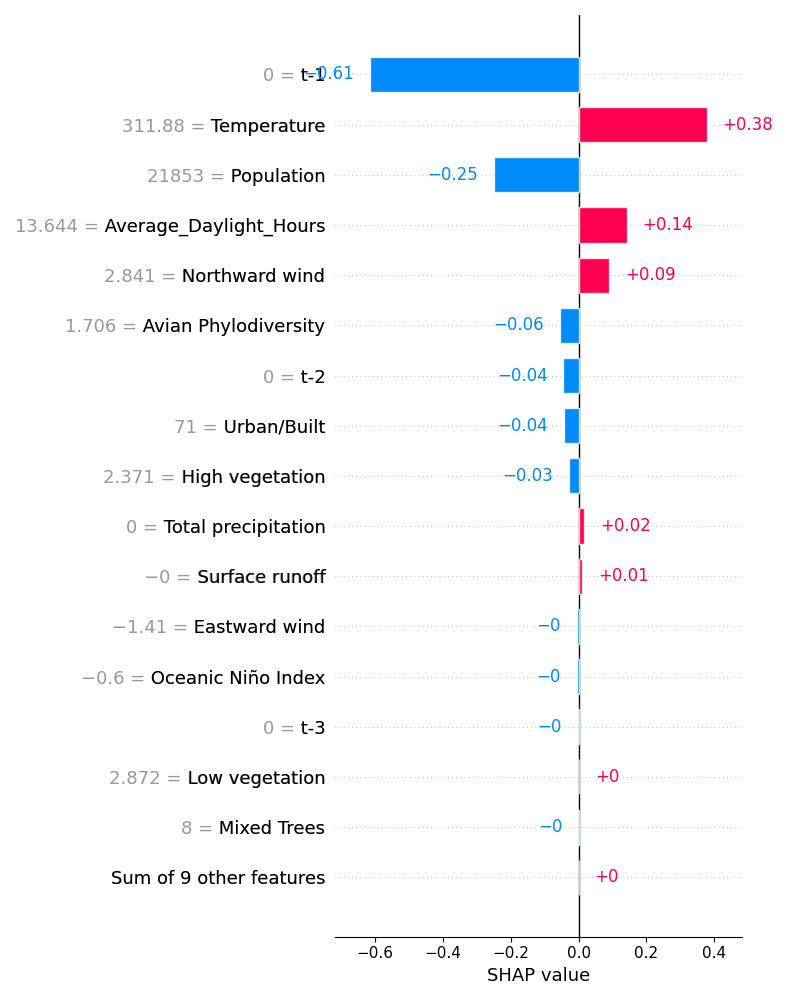 0 = t-1 −0.61
311.88 = Temperature +0.38
21853 = Population −0.25
13.644 = Average_Daylight_Hours +0.14
2.841 = Northward wind +0.09
1.706 = Avian Phylodiversity −0.06
0 = t-2 −0.04
71 = Urban/Built −0.04
2.371 = High vegetation −0.03
0 = Total precipitation +0.02
−0 = Surface runoff +0.01
−1.41 = Eastward wind −0
−0.6 = Oceanic Niño Index −0
0 = t-3 −0
2.872 = Low vegetation +0
8 = Mixed Trees −0
Sum of 9 other features +0
−0.6 −0.4 −0.2 0.0 0.2 0.4
SHAP value